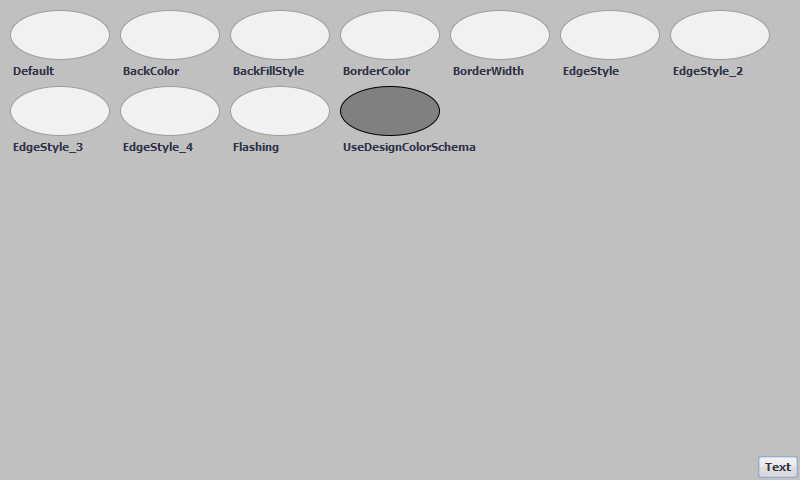 Default
BackColor
BackFillStyle
BorderColor
BorderWidth
EdgeStyle
EdgeStyle_2
EdgeStyle_3
EdgeStyle_4
Flashing
UseDesignColorSchema
Text